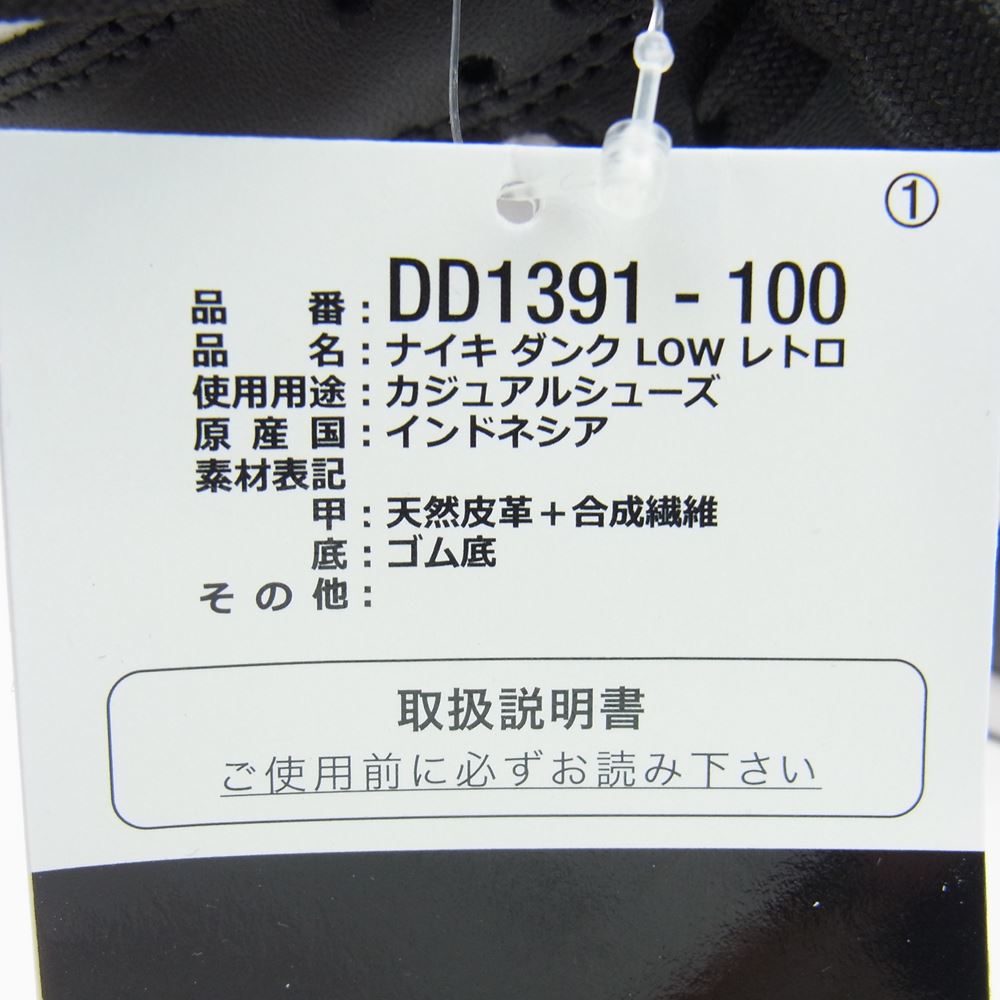 ①
品番：DD1391 - 100
品名：ナイキ ダンク LOW レトロ
使用用途：カジュアルシューズ
原産国：インドネシア
素材表記
甲：天然皮革＋合成繊維
底：ゴム底
その他：
取扱説明書
ご使用前に必ずお読み下さい